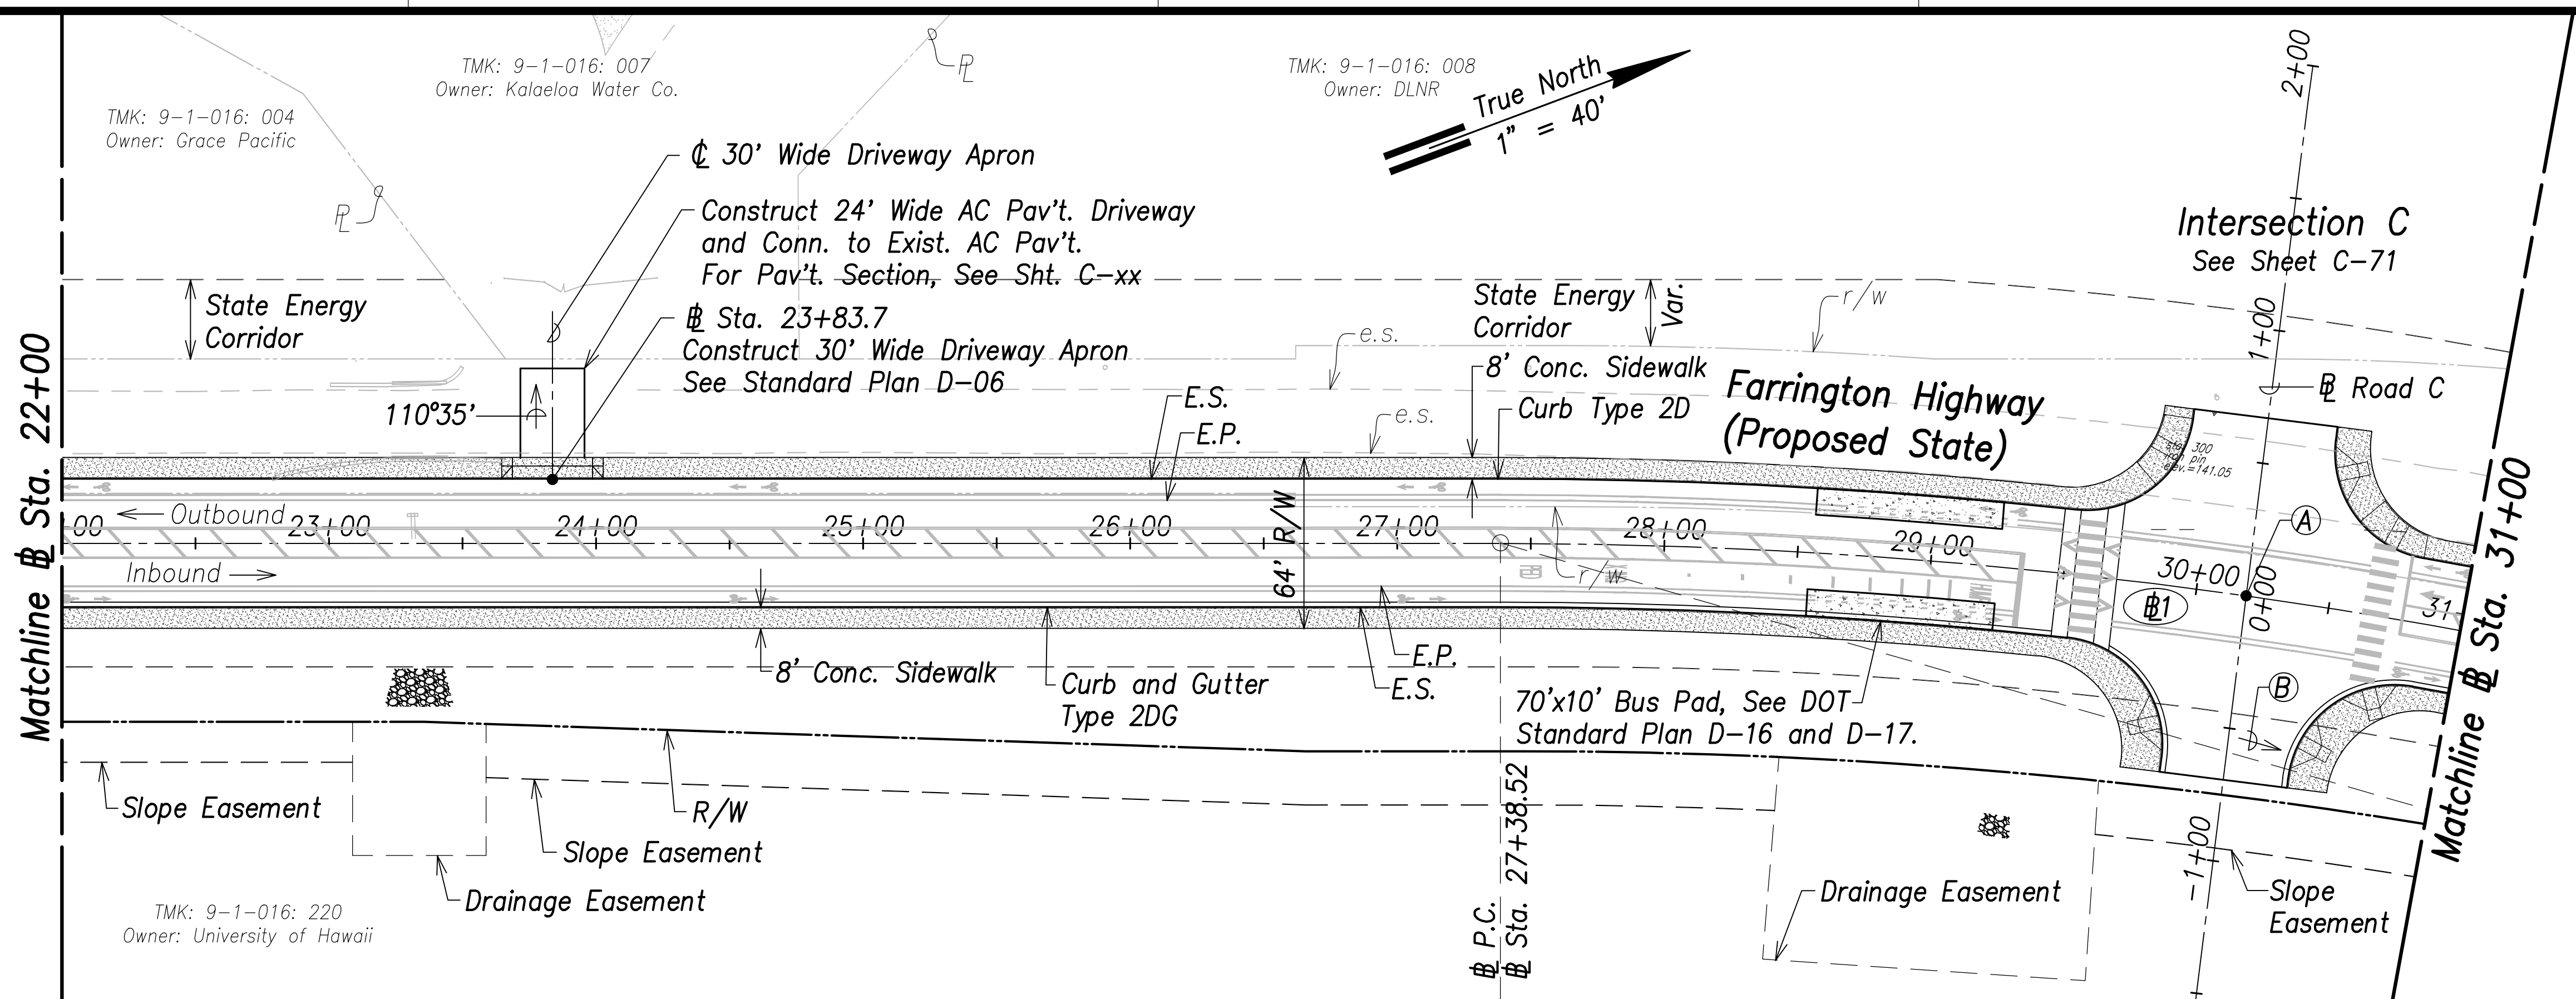 TMK: 9-1-016: 007
Owner: Kalaeloa Water Co.
TMK: 9-1-016: 004
Owner: Grace Pacific
TMK: 9-1-016: 008
Owner: DLNR
True North
1" = 40'
2+00
℄ 30' Wide Driveway Apron
Construct 24' Wide AC Pav't. Driveway
and Conn. to Exist. AC Pav't.
For Pav't. Section, See Sht. C-xx
Intersection C
See Sheet C-71
State Energy
Corridor
BL Sta. 23+83.7
Construct 30' Wide Driveway Apron
See Standard Plan D-06
State Energy
Corridor
Var.
r/w
e.s.
1+00
8' Conc. Sidewalk
Farrington Highway
(Proposed State)
BL Road C
110°35'
E.S.
Curb Type 2D
e.s.
E.P.
300
pin
elev.=141.05
Matchline BL Sta. 22+00
Outbound
+00
23+00
24+00
25+00
26+00
64' R/W
27+00
28+00
29+00
30+00
31
A
Inbound
r/w
BL1
0+00
Matchline BL Sta. 31+00
8' Conc. Sidewalk
Curb and Gutter
Type 2DG
E.P.
E.S.
70'x10' Bus Pad, See DOT
Standard Plan D-16 and D-17.
B
Slope Easement
R/W
Slope Easement
Drainage Easement
BL P.C.
BL Sta. 27+38.52
Drainage Easement
-1+00
Slope
Easement
TMK: 9-1-016: 220
Owner: University of Hawaii
PL
PL